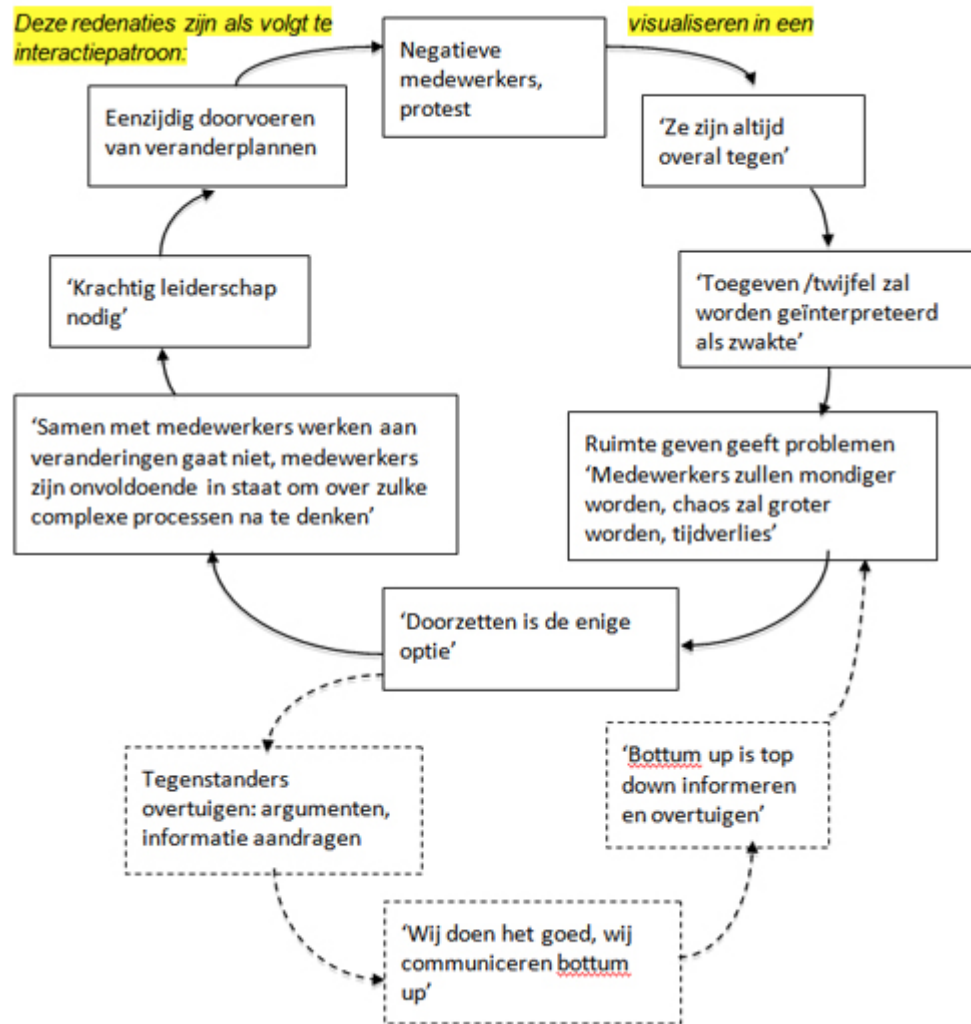 Deze redenaties zijn als volgt te
visualiseren in een
interactiepatroon:
Negatieve
medewerkers,
protest
‘Ze zijn altijd
overal tegen’
‘Toegeven /twijfel zal
worden geïnterpreteerd
als zwakte’
Ruimte geven geeft problemen
‘Medewerkers zullen mondiger
worden, chaos zal groter
worden, tijdverlies’
‘Doorzetten is de enige
optie’
‘Samen met medewerkers werken aan
veranderingen gaat niet, medewerkers
zijn onvoldoende in staat om over zulke
complexe processen na te denken’
‘Krachtig leiderschap
nodig’
Eenzijdig doorvoeren
van veranderplannen
Tegenstanders
overtuigen: argumenten,
informatie aandragen
‘Wij doen het goed, wij
communiceren bottum
up’
‘Bottum up is top
down informeren
en overtuigen’